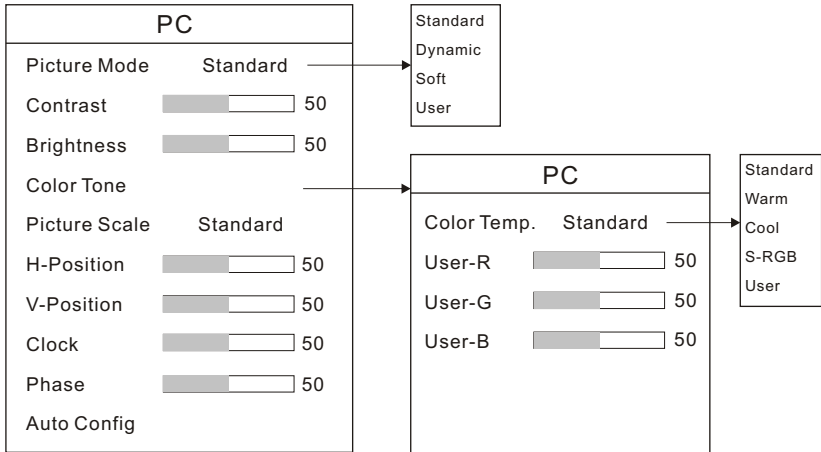 PC
Picture Mode Standard
Contrast 50
Brightness 50
Color Tone
Picture Scale Standard
H-Position 50
V-Position 50
Clock 50
Phase 50
Auto Config
Standard
Dynamic
Soft
User
PC
Color Temp. Standard
User-R 50
User-G 50
User-B 50
Standard
Warm
Cool
S-RGB
User